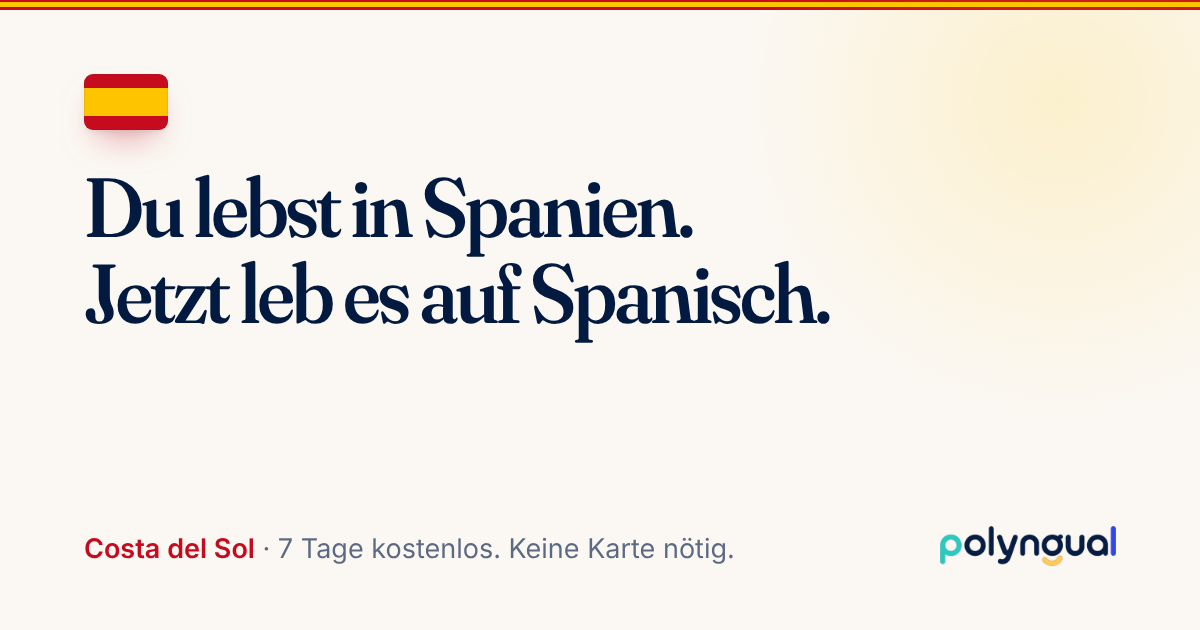 Du lebst in Spanien.
Jetzt leb es auf Spanisch.
Costa del Sol · 7 Tage kostenlos. Keine Karte nötig.
polyngual